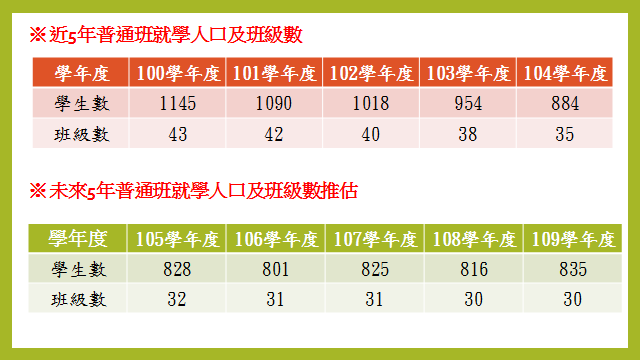 ※近5年普通班就學人口及班級數
學年度 100學年度 101學年度 102學年度 103學年度 104學年度
學生數 1145 1090 1018 954 884
班級數 43 42 40 38 35
※未來5年普通班就學人口及班級數推估
學年度 105學年度 106學年度 107學年度 108學年度 109學年度
學生數 828 801 825 816 835
班級數 32 31 31 30 30